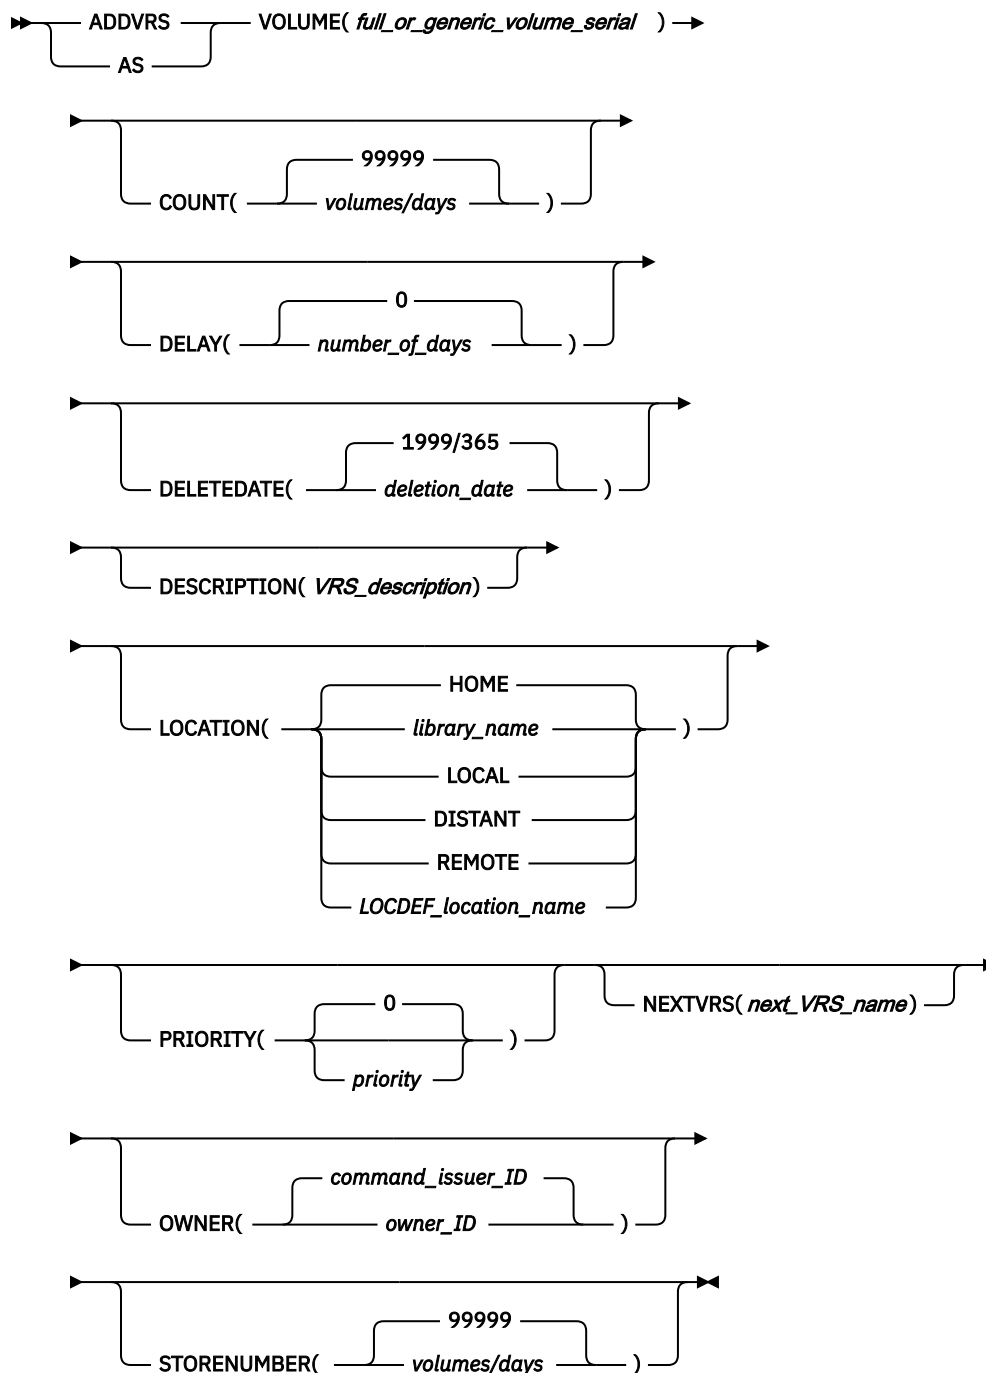 ADDVRS VOLUME( full_or_generic_volume_serial )
AS
99999
COUNT( volumes/days )
0
DELAY( number_of_days )
1999/365
DELETEDATE( deletion_date )
DESCRIPTION( VRS_description)
HOME
LOCATION( library_name )
LOCAL
DISTANT
REMOTE
LOCDEF_location_name
0
NEXTVRS( next_VRS_name )
PRIORITY( )
priority
command_issuer_ID
OWNER( owner_ID )
99999
STORENUMBER( volumes/days )